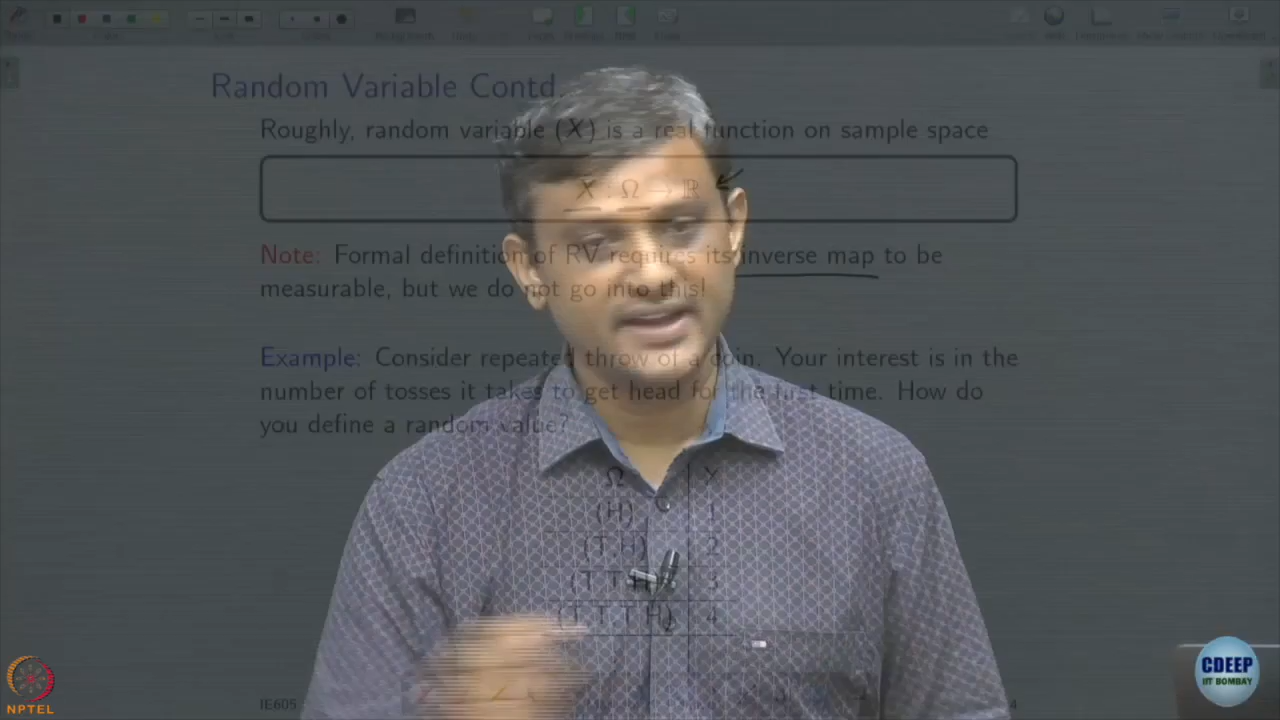 Random Variable Contd.
Roughly, random variable (X) is a real function on sample space
X : Ω → ℝ
Note: Formal definition of RV requires its inverse map to be
measurable, but we do not go into this!
Example: Consider repeated throw of a coin. Your interest is in the
number of tosses it takes to get head for the first time. How do
you define a random value?
Ω X
(H) 1
(T,H) 2
(T T H) 3
(T,T,T H) 4
IE605 4
NPTEL
CDEEP
IIT BOMBAY